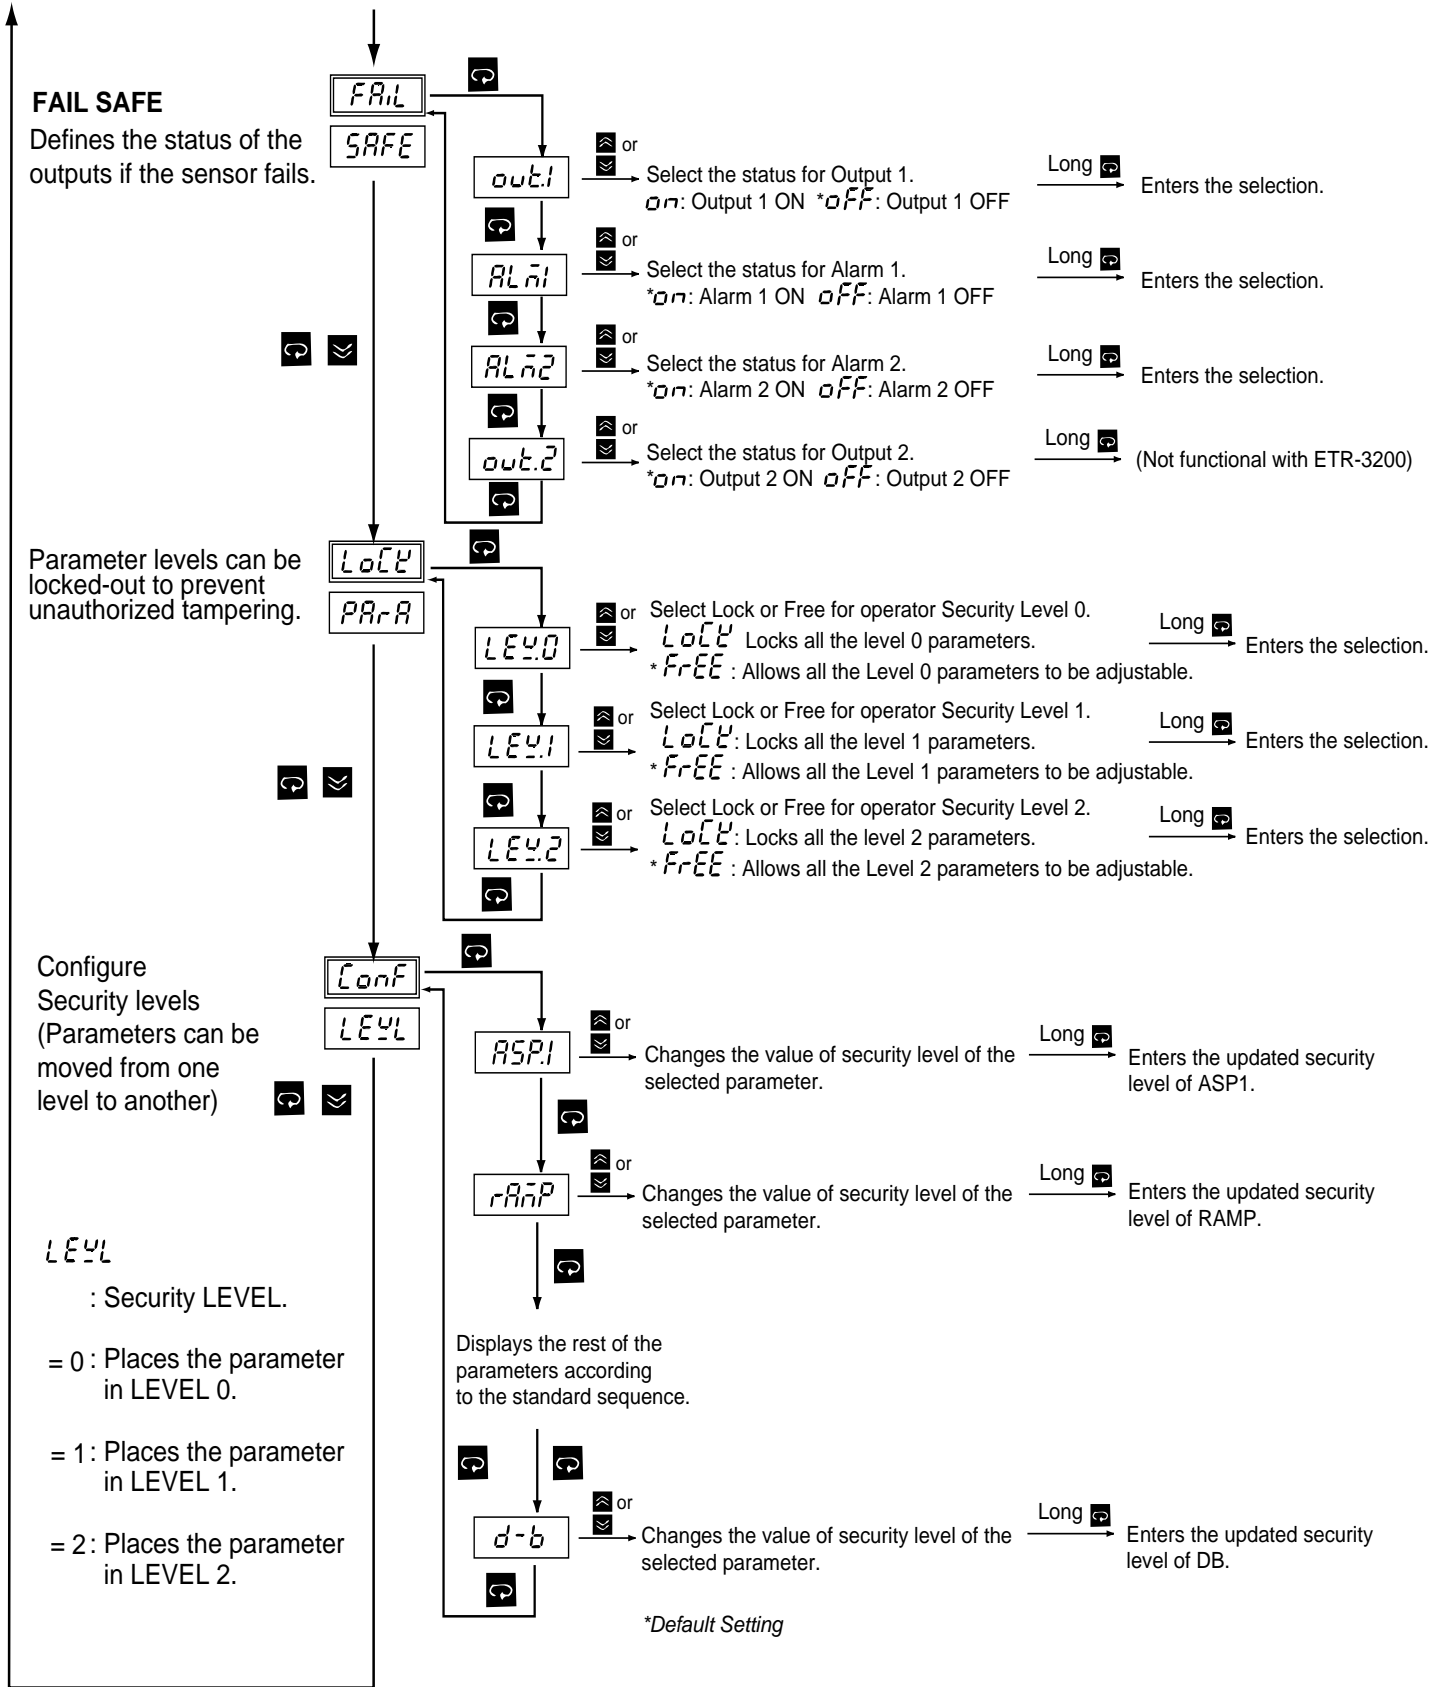 FAIL SAFE
Defines the status of the
outputs if the sensor fails.
FAiL
SAFE
out.1
or
Select the status for Output 1.
on: Output 1 ON *oFF: Output 1 OFF
Long
Enters the selection.
ALm1
or
Select the status for Alarm 1.
*on: Alarm 1 ON oFF: Alarm 1 OFF
Long
Enters the selection.
ALm2
or
Select the status for Alarm 2.
*on: Alarm 2 ON oFF: Alarm 2 OFF
Long
Enters the selection.
out.2
or
Select the status for Output 2.
*on: Output 2 ON oFF: Output 2 OFF
Long
(Not functional with ETR-3200)
Parameter levels can be
locked-out to prevent
unauthorized tampering.
LoCK
PArA
LEV.0
or
Select Lock or Free for operator Security Level 0.
LoCK Locks all the level 0 parameters.
* FrEE : Allows all the Level 0 parameters to be adjustable.
Long
Enters the selection.
LEV.1
or
Select Lock or Free for operator Security Level 1.
LoCK: Locks all the level 1 parameters.
* FrEE : Allows all the Level 1 parameters to be adjustable.
Long
Enters the selection.
LEV.2
or
Select Lock or Free for operator Security Level 2.
LoCK: Locks all the level 2 parameters.
* FrEE : Allows all the Level 2 parameters to be adjustable.
Long
Enters the selection.
Configure
Security levels
(Parameters can be
moved from one
level to another)
ConF
LEVL
ASP.1
or
Changes the value of security level of the
selected parameter.
Long
Enters the updated security
level of ASP1.
rAmP
or
Changes the value of security level of the
selected parameter.
Long
Enters the updated security
level of RAMP.
LEVL
: Security LEVEL.
= 0 : Places the parameter
in LEVEL 0.
= 1 : Places the parameter
in LEVEL 1.
= 2 : Places the parameter
in LEVEL 2.
Displays the rest of the
parameters according
to the standard sequence.
d-b
or
Changes the value of security level of the
selected parameter.
Long
Enters the updated security
level of DB.
*Default Setting